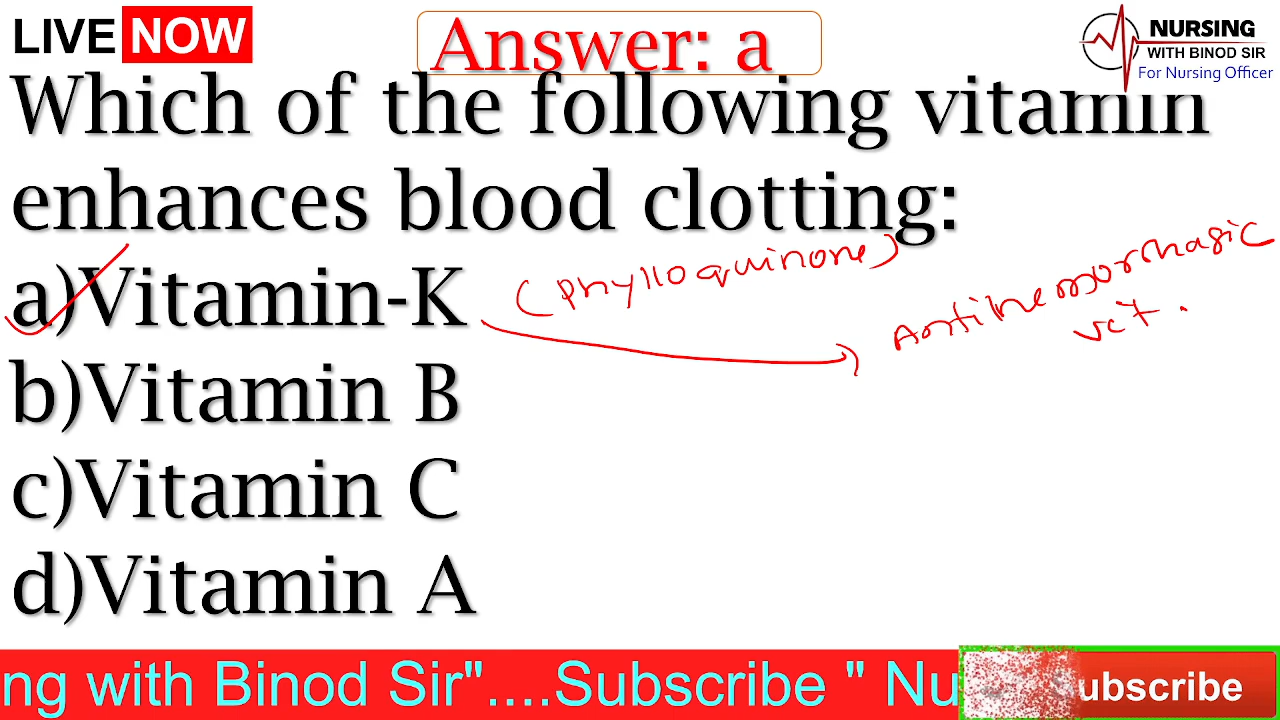 LIVE NOW
Answer: a
NURSING
WITH BINOD SIR
For Nursing Officer
Which of the following vitamin
enhances blood clotting:
a)Vitamin-K
(Phylloquinone)
Antihemorrhagic
vit.
b)Vitamin B
c)Vitamin C
d)Vitamin A
ng with Binod Sir"....Subscribe " Nu
ubscribe